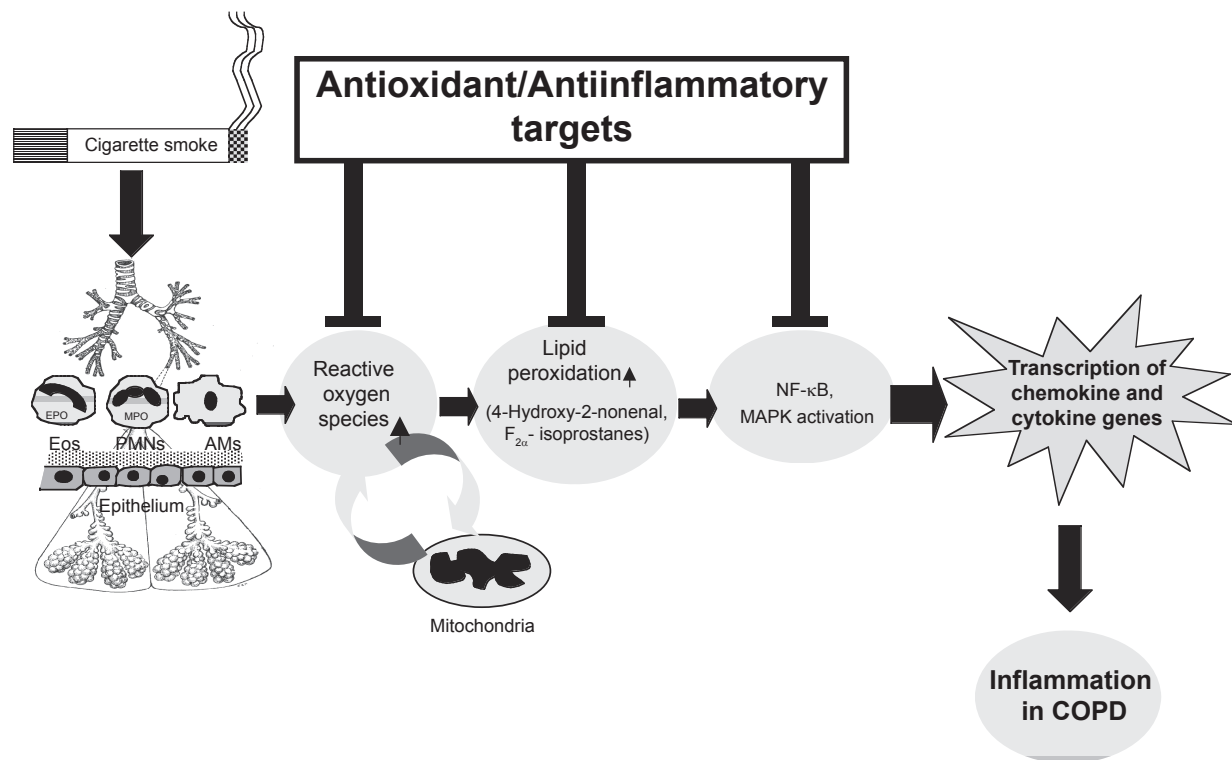 Antioxidant/Antiinflammatory
targets
Cigarette smoke
EPO
MPO
Eos
PMNs
AMs
Epithelium
Reactive
oxygen
species
Mitochondria
Lipid
peroxidation
(4-Hydroxy-2-nonenal,
F2α- isoprostanes)
NF-κB,
MAPK activation
Transcription of
chemokine and
cytokine genes
Inflammation
in COPD